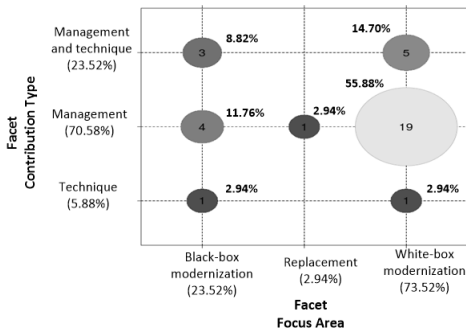 Management
and technique
(23.52%)
8.82%
3
14.70%
5
Management
(70.58%)
11.76%
4
2.94%
1
55.88%
19
Technique
(5.88%)
2.94%
1
2.94%
1
Facet
Contribution Type
Black-box
modernization
(23.52%)
Replacement
(2.94%)
White-box
modernization
(73.52%)
Facet
Focus Area